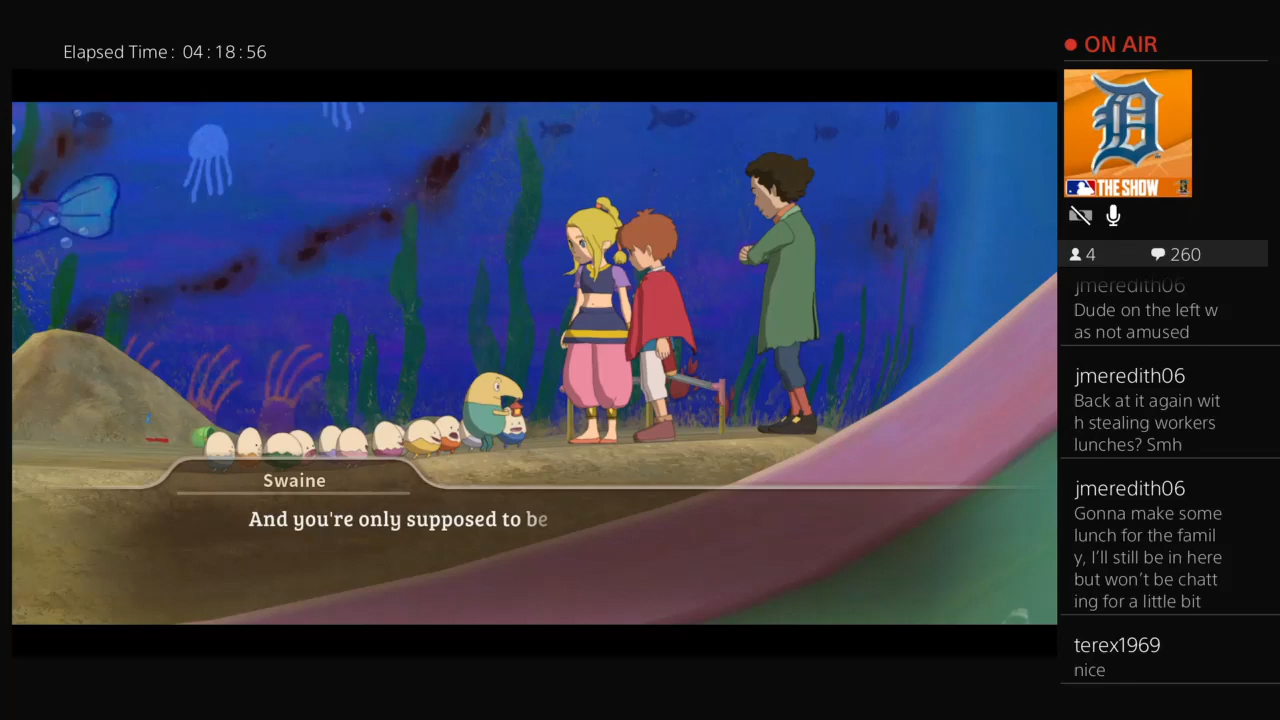 Elapsed Time: 04:18:56
ON AIR
D
MLB THE SHOW
4
260
jmeredith06
Dude on the left w
as not amused
jmeredith06
Back at it again wit
h stealing workers
lunches? Smh
jmeredith06
Gonna make some
lunch for the famil
y, I'll still be in here
but won't be chatt
ing for a little bit
terex1969
nice
Swaine
And you're only supposed to be